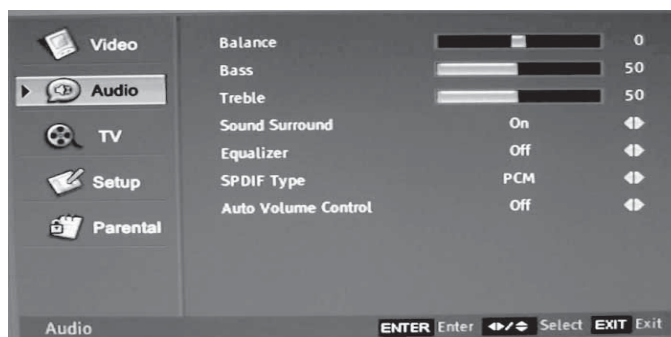 Video
Audio
TV
Setup
Parental
Balance 0
Bass 50
Treble 50
Sound Surround On
Equalizer Off
SPDIF Type PCM
Auto Volume Control Off
Audio ENTER Enter / Select EXIT Exit